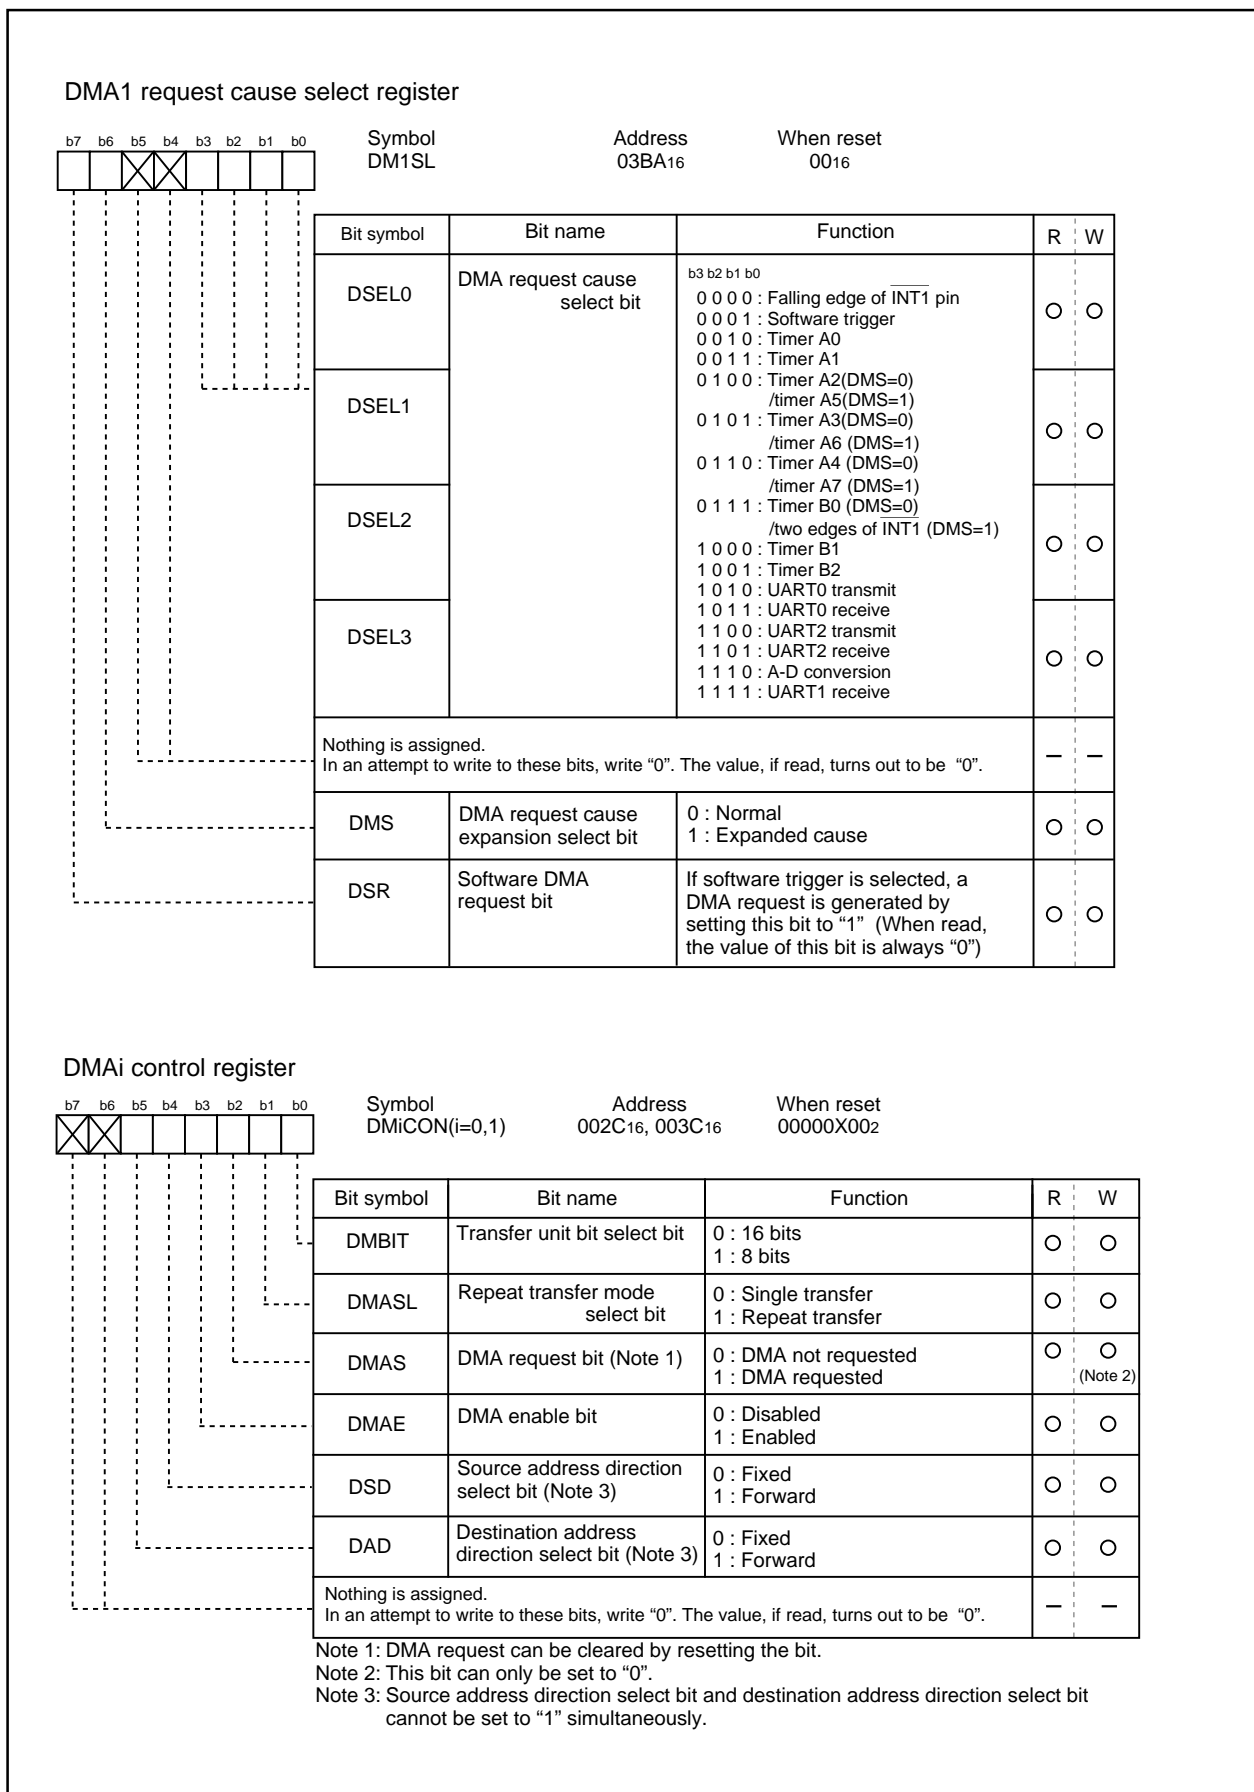 DMA1 request cause select register
b7 b6 b5 b4 b3 b2 b1 b0
Symbol Address When reset
DM1SL 03BA16 0016
Bit symbol Bit name Function R W
DSEL0 DMA request cause select bit
b3 b2 b1 b0
0 0 0 0 : Falling edge of INT1 pin
0 0 0 1 : Software trigger
0 0 1 0 : Timer A0
0 0 1 1 : Timer A1
0 1 0 0 : Timer A2(DMS=0)
/timer A5(DMS=1)
DSEL1
0 1 0 1 : Timer A3(DMS=0)
/timer A6 (DMS=1)
0 1 1 0 : Timer A4 (DMS=0)
/timer A7 (DMS=1)
0 1 1 1 : Timer B0 (DMS=0)
DSEL2
/two edges of INT1 (DMS=1)
1 0 0 0 : Timer B1
1 0 0 1 : Timer B2
1 0 1 0 : UART0 transmit
1 0 1 1 : UART0 receive
1 1 0 0 : UART2 transmit
DSEL3
1 1 0 1 : UART2 receive
1 1 1 0 : A-D conversion
1 1 1 1 : UART1 receive
Nothing is assigned.
In an attempt to write to these bits, write “0”. The value, if read, turns out to be “0”.
– –
DMS
DMA request cause
expansion select bit
0 : Normal
1 : Expanded cause
DSR
Software DMA
request bit
If software trigger is selected, a
DMA request is generated by
setting this bit to “1” (When read,
the value of this bit is always “0”)
DMAi control register
b7 b6 b5 b4 b3 b2 b1 b0
Symbol Address When reset
DMiCON(i=0,1) 002C16, 003C16 00000X002
Bit symbol Bit name Function R W
DMBIT
Transfer unit bit select bit
0 : 16 bits
1 : 8 bits
DMASL
Repeat transfer mode
select bit
0 : Single transfer
1 : Repeat transfer
DMAS
DMA request bit (Note 1)
0 : DMA not requested
1 : DMA requested
(Note 2)
DMAE
DMA enable bit
0 : Disabled
1 : Enabled
DSD
Source address direction
select bit (Note 3)
0 : Fixed
1 : Forward
DAD
Destination address
direction select bit (Note 3)
0 : Fixed
1 : Forward
Nothing is assigned.
In an attempt to write to these bits, write “0”. The value, if read, turns out to be “0”.
– –
Note 1: DMA request can be cleared by resetting the bit.
Note 2: This bit can only be set to “0”.
Note 3: Source address direction select bit and destination address direction select bit
cannot be set to “1” simultaneously.